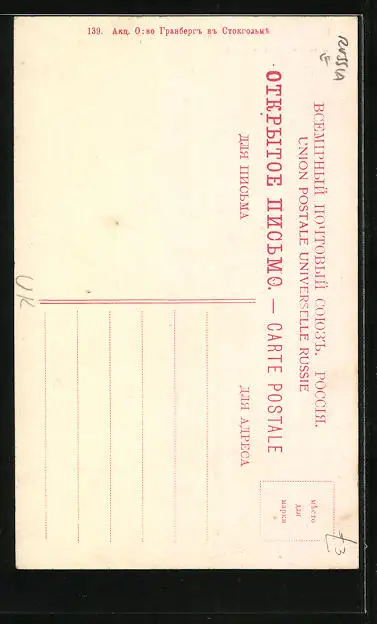 139. Акц. О:во Гранбергъ въ Стокгольмѣ
RUSSIA
ВСЕМІРНЫЙ ПОЧТОВЫЙ СОЮЗЪ. РОССІЯ.
UNION POSTALE UNIVERSELLE RUSSIE
ОТКРЫТОЕ ПИСЬМО. — CARTE POSTALE
ДЛЯ ПИСЬМА
ДЛЯ АДРЕСА
мѣсто
для
марки
UK
£3